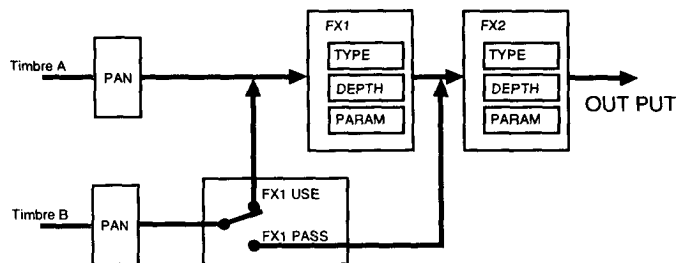 FX1
FX2
Timbre A
PAN
TYPE
TYPE
DEPTH
DEPTH
OUT PUT
PARAM
PARAM
FX1 USE
Timbre B
PAN
FX1 PASS